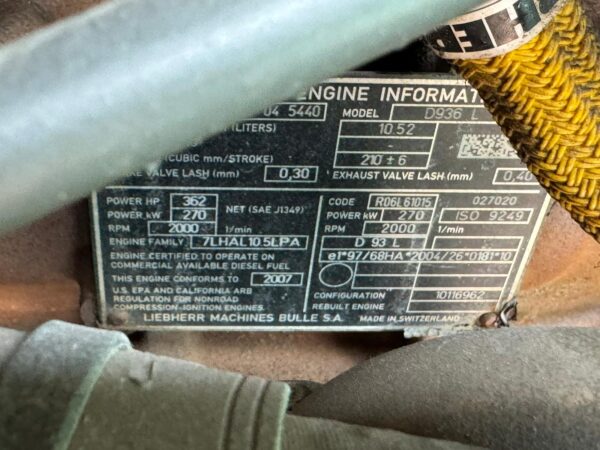 HER
ENGINE INFORMAT
04 5440 MODEL D936 L
(LITERS) 10.52
-
(CUBIC mm/STROKE) 210 ± 6
VALVE LASH (mm) 0,30 EXHAUST VALVE LASH (mm) 0,40
POWER HP 362
POWER kW 270 NET (SAE J1349)
RPM 2000 1/min
ENGINE FAMILY 7LHAL10.5LPA
ENGINE CERTIFIED TO OPERATE ON
COMMERCIAL AVAILABLE DIESEL FUEL
THIS ENGINE CONFORMS TO 2007
U.S. EPA AND CALIFORNIA ARB
REGULATION FOR NONROAD
COMPRESSION-IGNITION ENGINES.
CODE R06L61015 027020
POWER kW 270 ISO 9249
RPM 2000 1/min
D 93 L
e1*97/68HA*2004/26*0181*10
CONFIGURATION 10116962
REBUILT ENGINE
LIEBHERR MACHINES BULLE S.A. MADE IN SWITZERLAND